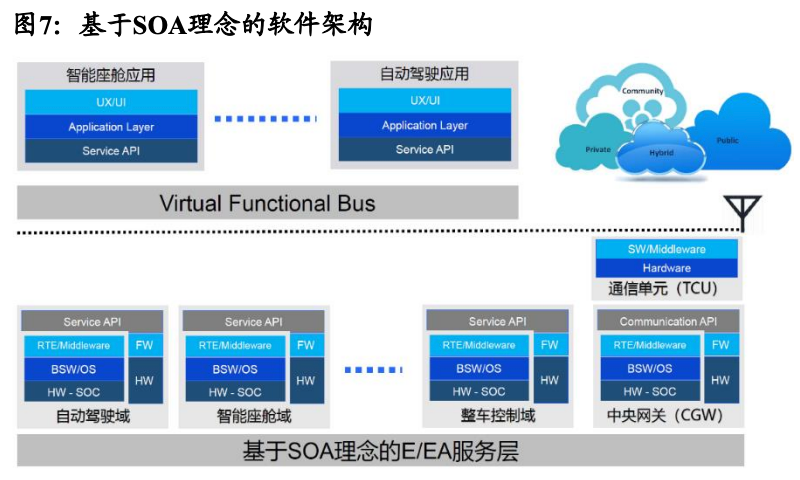 图7：基于SOA理念的软件架构
智能座舱应用
UX/UI
Application Layer
Service API
自动驾驶应用
UX/UI
Application Layer
Service API
Community
Private
Hybrid
Public
Virtual Functional Bus
SW/Middleware
Hardware
通信单元（TCU）
Service API
RTE/Middleware
FW
BSW/OS
HW
HW - SOC
自动驾驶域
Service API
RTE/Middleware
FW
BSW/OS
HW
HW - SOC
智能座舱域
Service API
RTE/Middleware
FW
BSW/OS
HW
HW - SOC
整车控制域
Communication API
RTE/Middleware
FW
BSW/OS
HW
HW - SOC
中央网关（CGW）
基于SOA理念的E/EA服务层